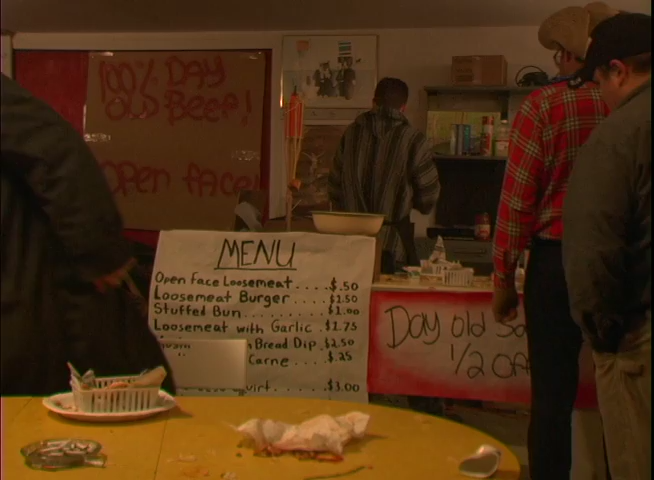 100% DAY
OLD BEEF!
OPEN FACE!
MENU
OPEN FACE LOOSEMEAT....$.50
LOOSEMEAT BURGER....$1.50
STUFFED BUN....$1.00
LOOSEMEAT WITH GARLIC.$1.75
BREAD DIP.$2.50
CARNE..$.25
$3.00
DAY OLD
1/2 OFF